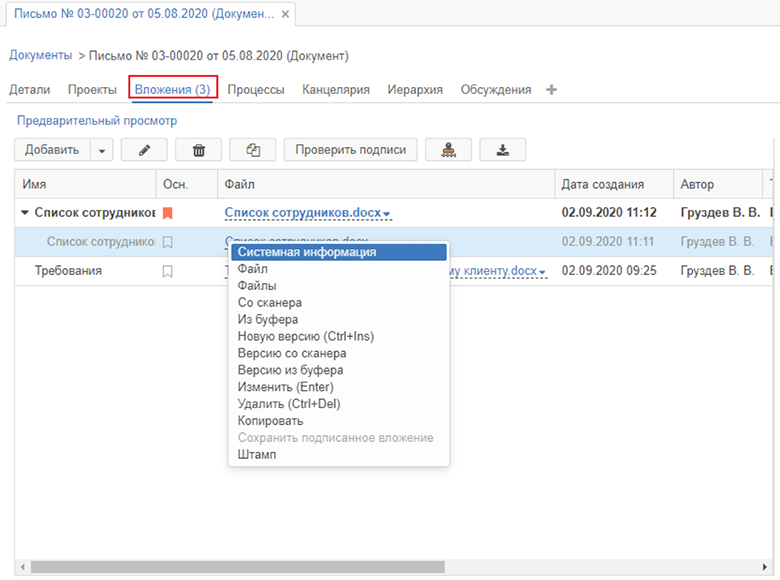 Письмо № 03-00020 от 05.08.2020 (Докумен...
Документы > Письмо № 03-00020 от 05.08.2020 (Документ)
Детали Проекты Вложения (3) Процессы Канцелярия Иерархия Обсуждения
Предварительный просмотр
Добавить Проверить подписи
Имя Осн. Файл Дата создания Автор
Список сотрудников Список сотрудников.docx 02.09.2020 11:12 Груздев В. В.
Список сотрудников 02.09.2020 11:11 Груздев В. В.
Требования му клиенту.docx 02.09.2020 09:25 Груздев В. В.
Системная информация
Файл
Файлы
Со сканера
Из буфера
Новую версию (Ctrl+Ins)
Версию со сканера
Версию из буфера
Изменить (Enter)
Удалить (Ctrl+Del)
Копировать
Сохранить подписанное вложение
Штамп